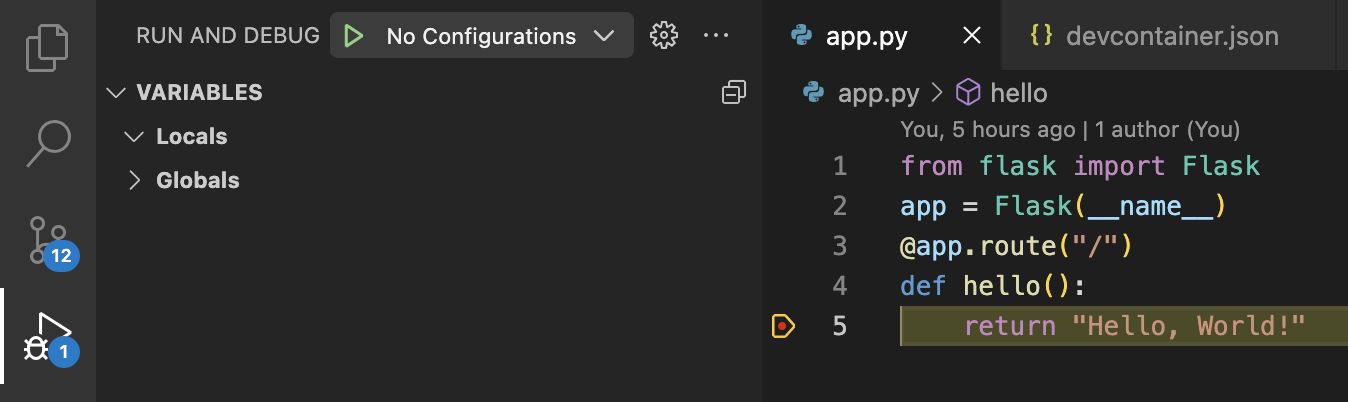 RUN AND DEBUG
No Configurations
VARIABLES
Locals
Globals
12
1
app.py
{} devcontainer.json
app.py > hello
You, 5 hours ago | 1 author (You)
1 from flask import Flask
2 app = Flask(__name__)
3 @app.route("/")
4 def hello():
5     return "Hello, World!"